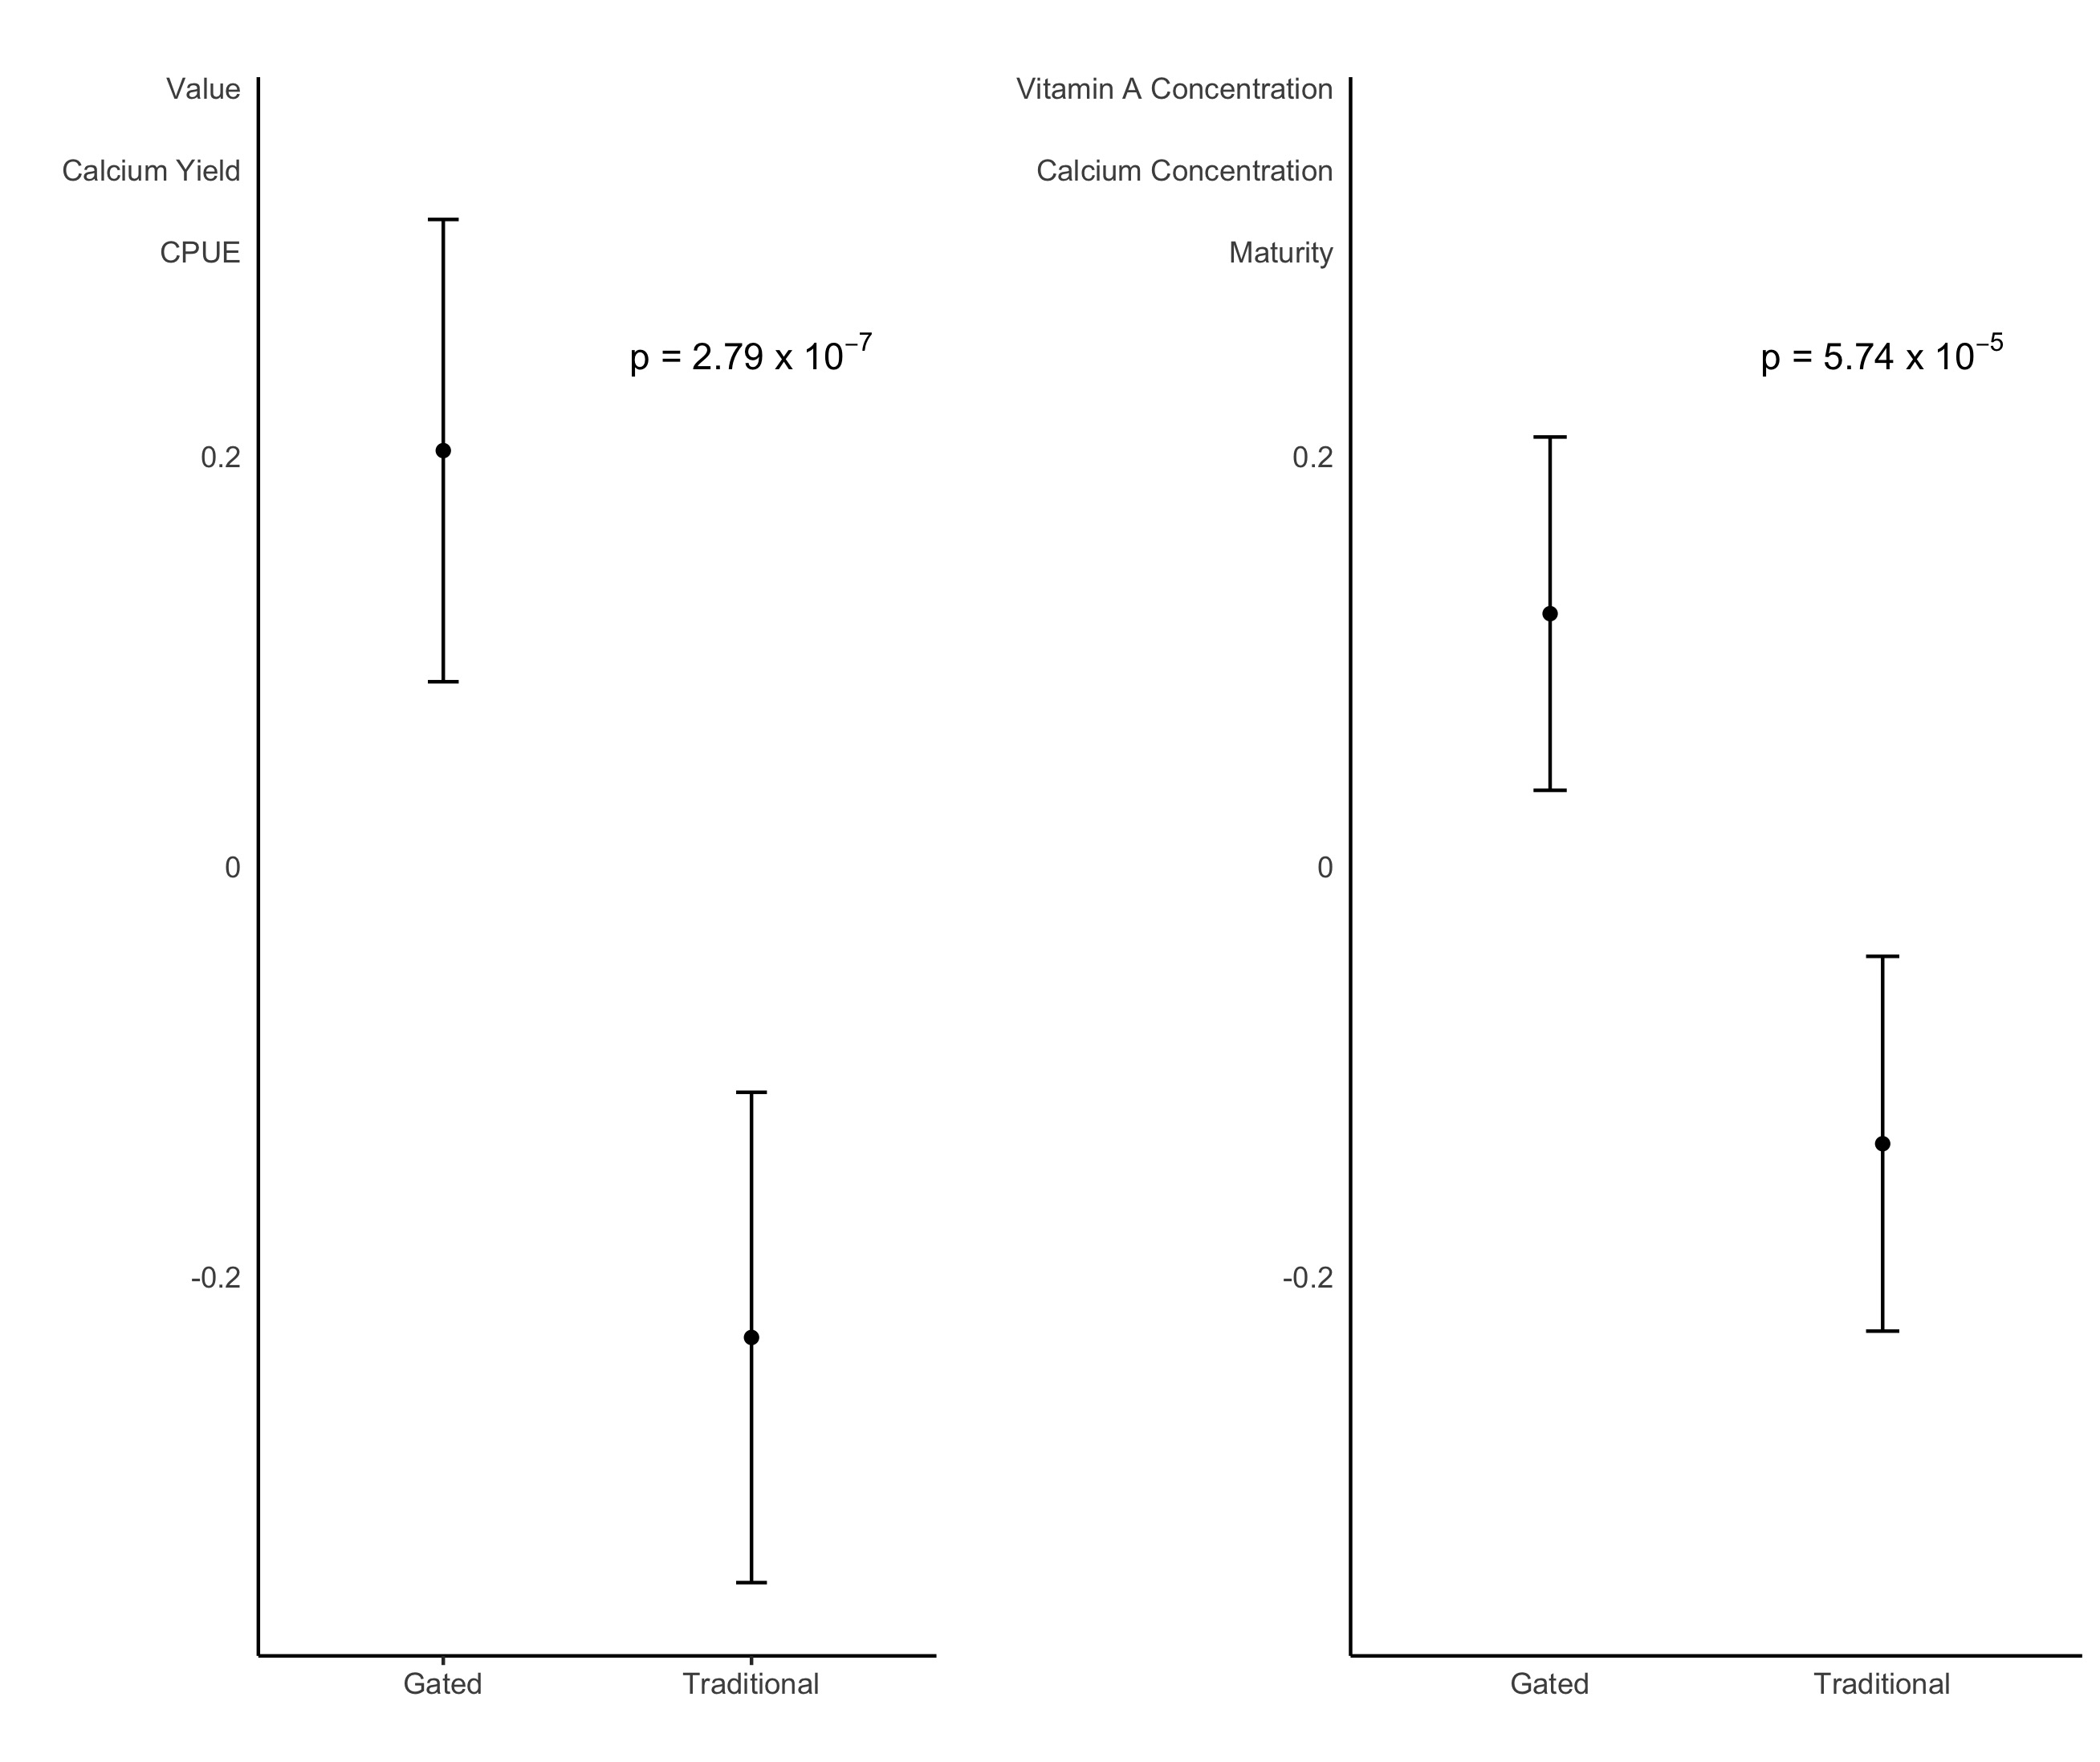 Value
Calcium Yield
CPUE
p = 2.79 x 10⁻⁷
0.2
0
-0.2
Gated
Traditional
Vitamin A Concentration
Calcium Concentration
Maturity
p = 5.74 x 10⁻⁵
0.2
0
-0.2
Gated
Traditional